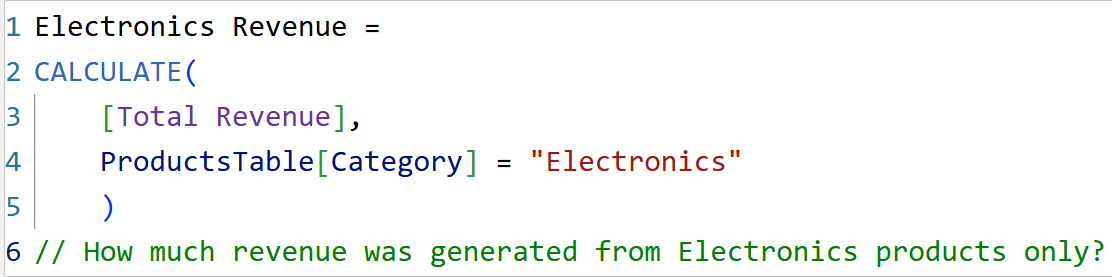 1 Electronics Revenue =
2 CALCULATE(
3 [Total Revenue],
4 ProductsTable[Category] = "Electronics"
5 )
6 // How much revenue was generated from Electronics products only?